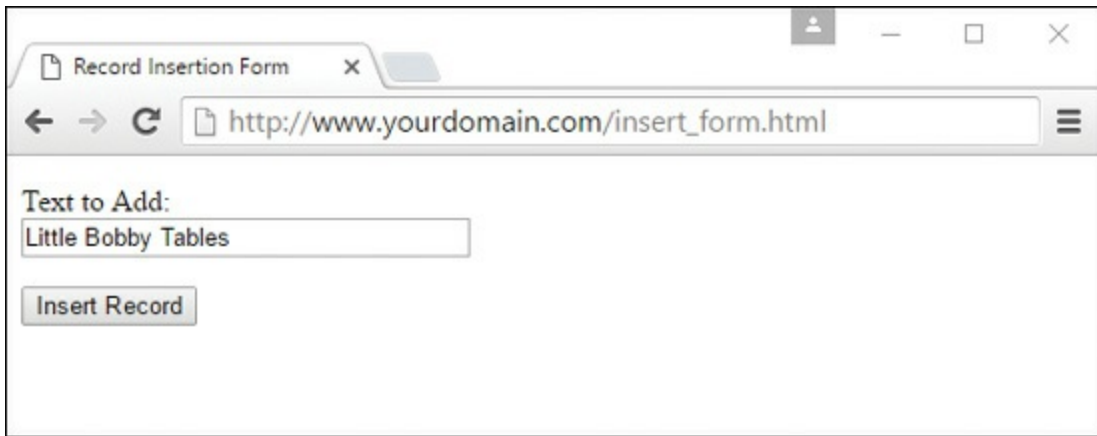 Record Insertion Form
http://www.yourdomain.com/insert_form.html
Text to Add:
Little Bobby Tables
Insert Record